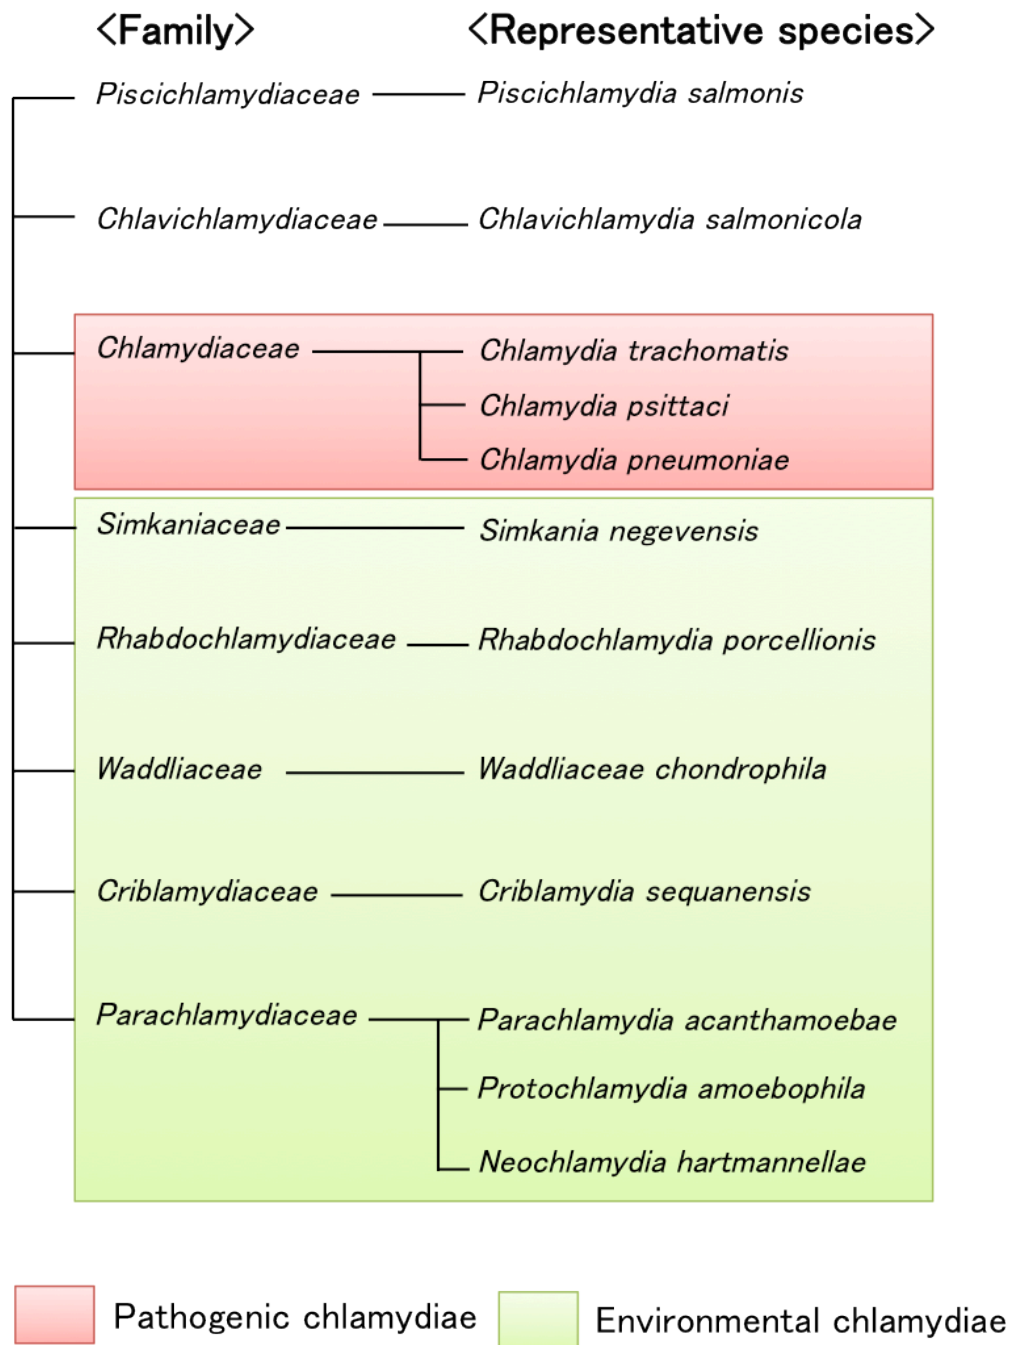 <Family> <Representative species>
Piscichlamydiaceae Piscichlamydia salmonis
Chlavichlamydiaceae Chlavichlamydia salmonicola
Chlamydiaceae Chlamydia trachomatis
Chlamydia psittaci
Chlamydia pneumoniae
Simkaniaceae Simkania negevensis
Rhabdochlamydiaceae Rhabdochlamydia porcellionis
Waddliaceae Waddliaceae chondrophila
Criblamydiaceae Criblamydia sequanensis
Parachlamydiaceae Parachlamydia acanthamoebae
Protochlamydia amoebophila
Neochlamydia hartmannellae
Pathogenic chlamydiae Environmental chlamydiae